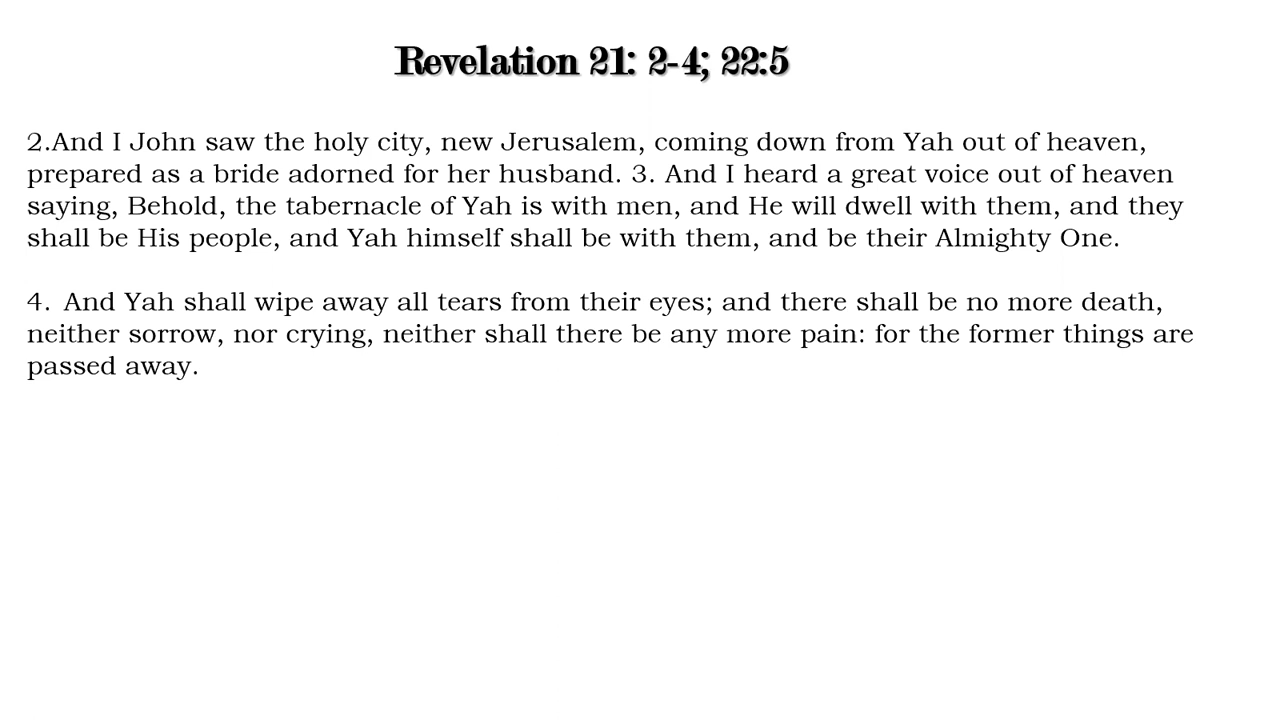 Revelation 21: 2-4; 22:5
2.And I John saw the holy city, new Jerusalem, coming down from Yah out of heaven,
prepared as a bride adorned for her husband. 3. And I heard a great voice out of heaven
saying, Behold, the tabernacle of Yah is with men, and He will dwell with them, and they
shall be His people, and Yah himself shall be with them, and be their Almighty One.
4. And Yah shall wipe away all tears from their eyes; and there shall be no more death,
neither sorrow, nor crying, neither shall there be any more pain: for the former things are
passed away.